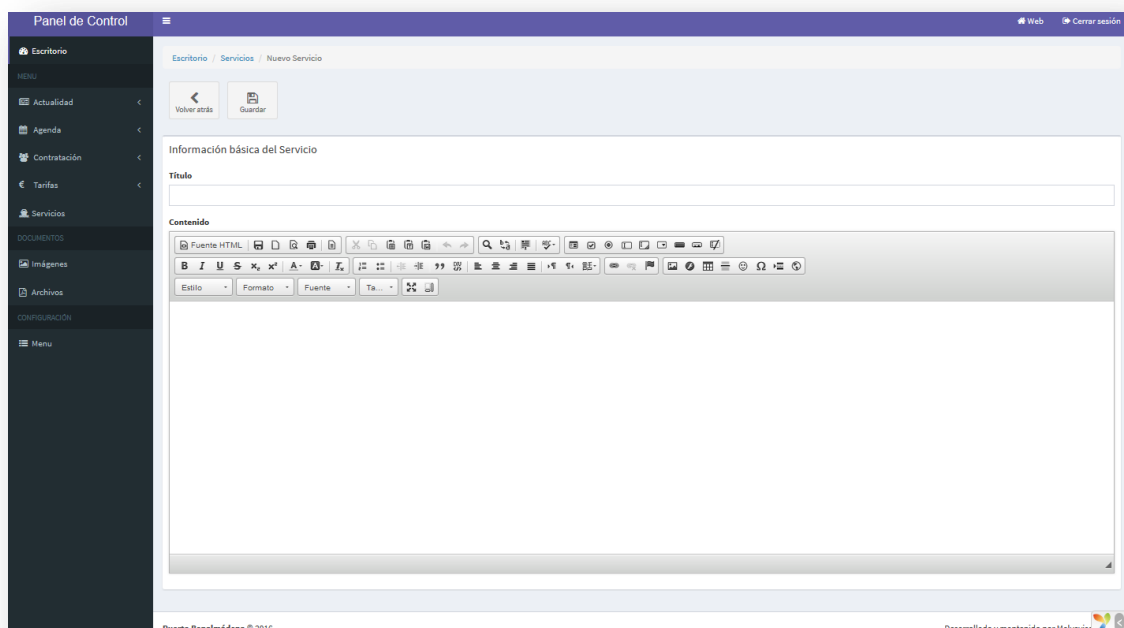 Panel de Control
Web Cerrar sesión
Escritorio
MENU
Actualidad
Agenda
Contratación
Tarifas
Servicios
DOCUMENTOS
Imágenes
Archivos
CONFIGURACIÓN
Menu
Escritorio / Servicios / Nuevo Servicio
Volver atrás Guardar
Información básica del Servicio
Título
Contenido
Fuente HTML
Estilo Formato Fuente Ta...